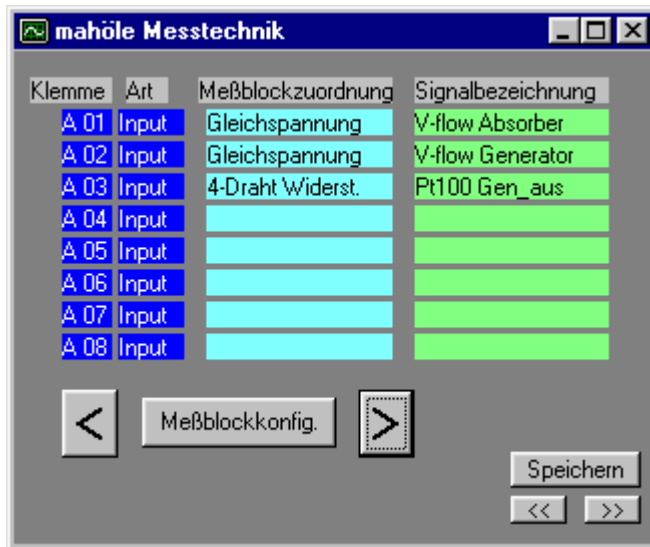 mahöle Messtechnik
Klemme Art Meßblockzuordnung Signalbezeichnung
A 01 Input Gleichspannung V-flow Absorber
A 02 Input Gleichspannung V-flow Generator
A 03 Input 4-Draht Widerst. Pt100 Gen_aus
A 04 Input
A 05 Input
A 06 Input
A 07 Input
A 08 Input
< Meßblockkonfig. >
Speichern
<< >>